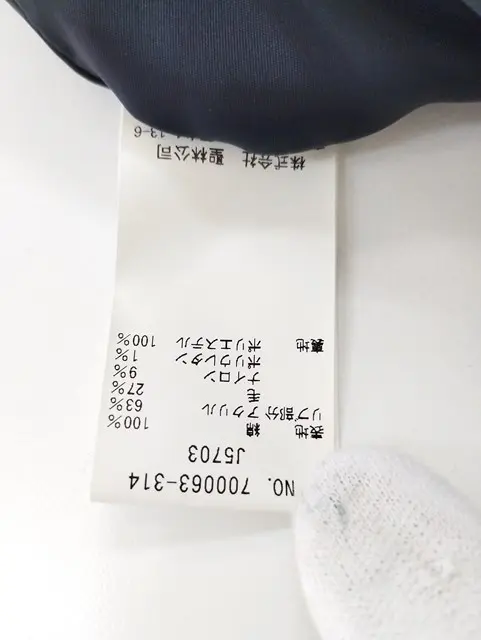 NO. 700063-314
J5703
表地 綿 100%
リブ部分 アクリル 63%
毛 27%
ナイロン 9%
ポリウレタン 1%
裏地 ポリエステル 100%
株式会社 聖林公司
13-6